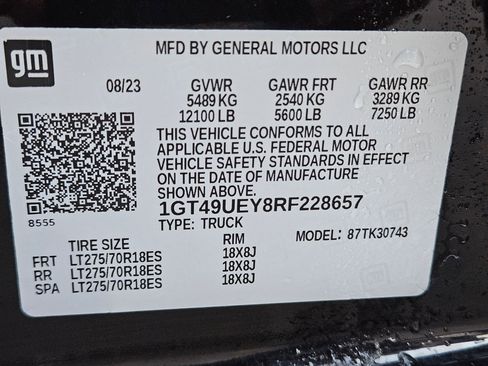 gm
MFD BY GENERAL MOTORS LLC
08/23 GVWR GAWR FRT GAWR RR
5489 KG 2540 KG 3289 KG
12100 LB 5600 LB 7250 LB
THIS VEHICLE CONFORMS TO ALL
APPLICABLE U.S. FEDERAL MOTOR
VEHICLE SAFETY STANDARDS IN EFFECT
ON THE DATE OF MANUFACTURE
SHOWN ABOVE.
1GT49UEY8RF228657
8555
TYPE: TRUCK MODEL: 87TK30743
TIRE SIZE RIM
FRT LT275/70R18ES 18X8J
RR LT275/70R18ES 18X8J
SPA LT275/70R18ES 18X8J